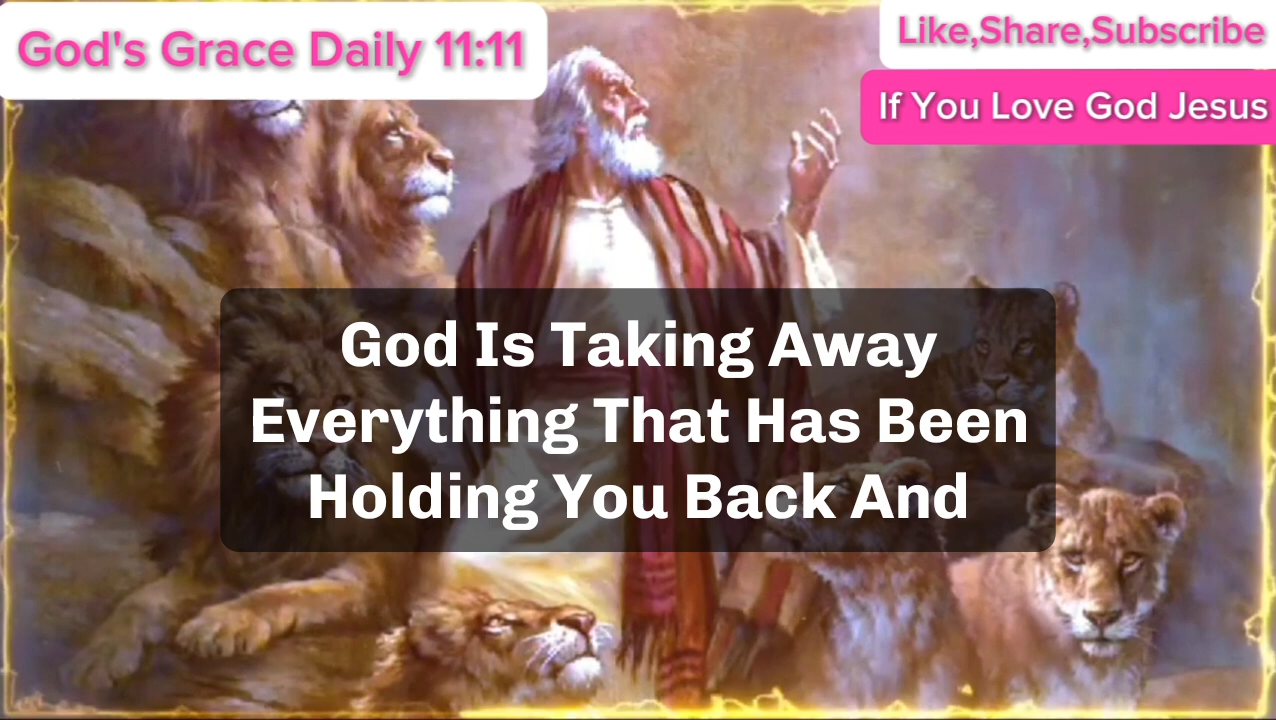 God's Grace Daily 11:11
Like,Share,Subscribe
If You Love God Jesus
God Is Taking Away
Everything That Has Been
Holding You Back And